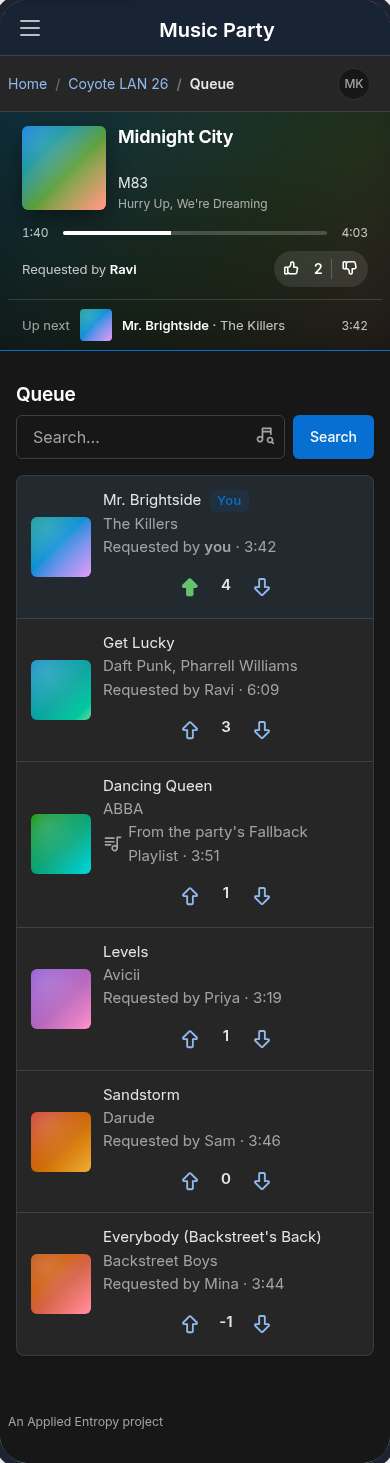 Music Party
Home / Coyote LAN 26 / Queue
MK
Midnight City
M83
Hurry Up, We're Dreaming
1:40 4:03
Requested by Ravi
2
Up next Mr. Brightside · The Killers 3:42
Queue
Search... Search
Mr. Brightside You
The Killers
Requested by you · 3:42
4
Get Lucky
Daft Punk, Pharrell Williams
Requested by Ravi · 6:09
3
Dancing Queen
ABBA
From the party's Fallback
Playlist · 3:51
1
Levels
Avicii
Requested by Priya · 3:19
1
Sandstorm
Darude
Requested by Sam · 3:46
0
Everybody (Backstreet's Back)
Backstreet Boys
Requested by Mina · 3:44
-1
An Applied Entropy project